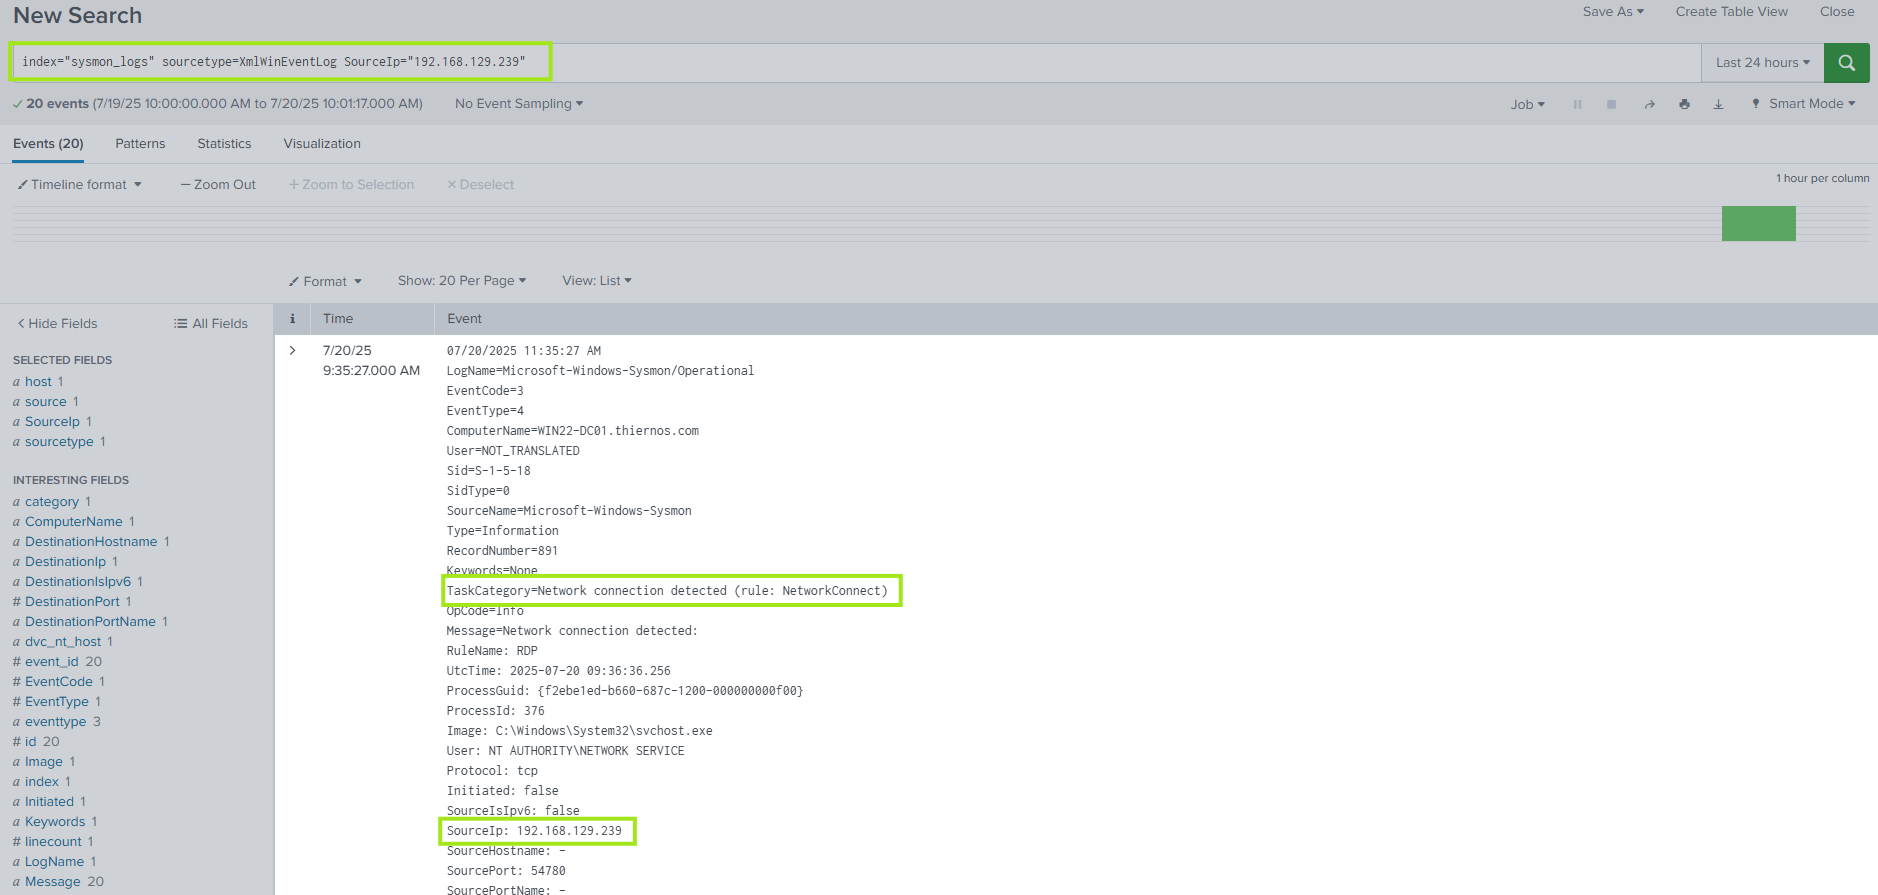 New Search
Save As Create Table View Close
index="sysmon_logs" sourcetype=XmlWinEventLog SourceIp="192.168.129.239"
Last 24 hours
20 events (7/19/25 10:00:00.000 AM to 7/20/25 10:01:17.000 AM) No Event Sampling
Job Smart Mode
Events (20) Patterns Statistics Visualization
Timeline format Zoom Out Zoom to Selection Deselect
1 hour per column
Format Show: 20 Per Page View: List
Hide Fields All Fields
i Time Event
SELECTED FIELDS
a host 1
a source 1
a SourceIp 1
a sourcetype 1
INTERESTING FIELDS
a category 1
a ComputerName 1
a DestinationHostname 1
a DestinationIp 1
a DestinationIsIpv6 1
# DestinationPort 1
a DestinationPortName 1
a dvc_nt_host 1
# event_id 20
# EventCode 1
# EventType 1
a eventtype 3
# id 20
a Image 1
a index 1
a Initiated 1
a Keywords 1
# linecount 1
a LogName 1
a Message 20
7/20/25
9:35:27.000 AM
07/20/2025 11:35:27 AM
LogName=Microsoft-Windows-Sysmon/Operational
EventCode=3
EventType=4
ComputerName=WIN22-DC01.thiernos.com
User=NOT_TRANSLATED
Sid=S-1-5-18
SidType=0
SourceName=Microsoft-Windows-Sysmon
Type=Information
RecordNumber=891
Keywords=None
TaskCategory=Network connection detected (rule: NetworkConnect)
OpCode=Info
Message=Network connection detected:
RuleName: RDP
UtcTime: 2025-07-20 09:36:36.256
ProcessGuid: {f2ebe1ed-b660-687c-1200-000000000f00}
ProcessId: 376
Image: C:\Windows\System32\svchost.exe
User: NT AUTHORITY\NETWORK SERVICE
Protocol: tcp
Initiated: false
SourceIsIpv6: false
SourceIp: 192.168.129.239
SourceHostname: -
SourcePort: 54780
SourcePortName: -